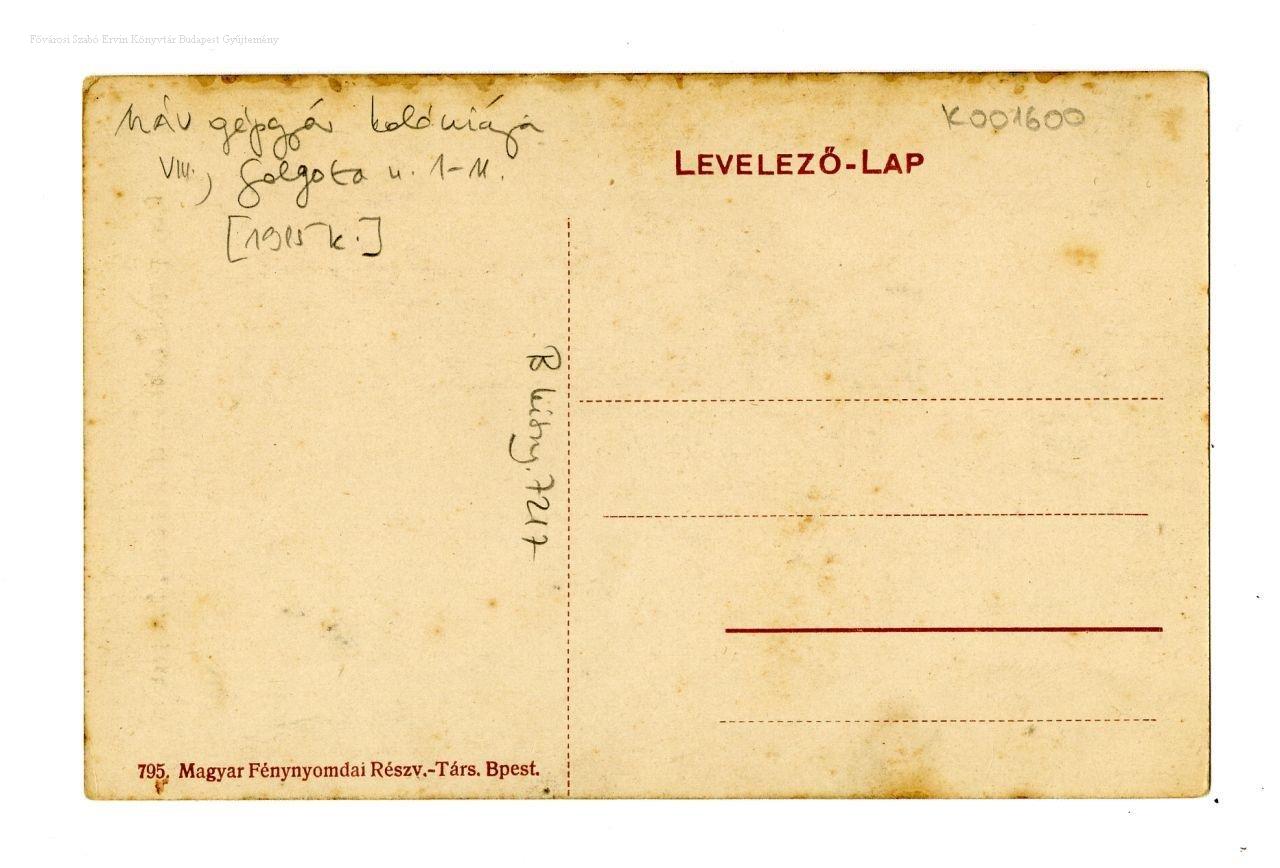 Fővárosi Szabó Ervin Könyvtár Budapest Gyűjtemény
MÁV gépgyár kolóniája
VIII., Golgota u. 1-11.
[1915 k.]
K001600
LEVELEZŐ-LAP
B 7217
795. Magyar Fénynyomdai Részv.-Társ. Bpest.